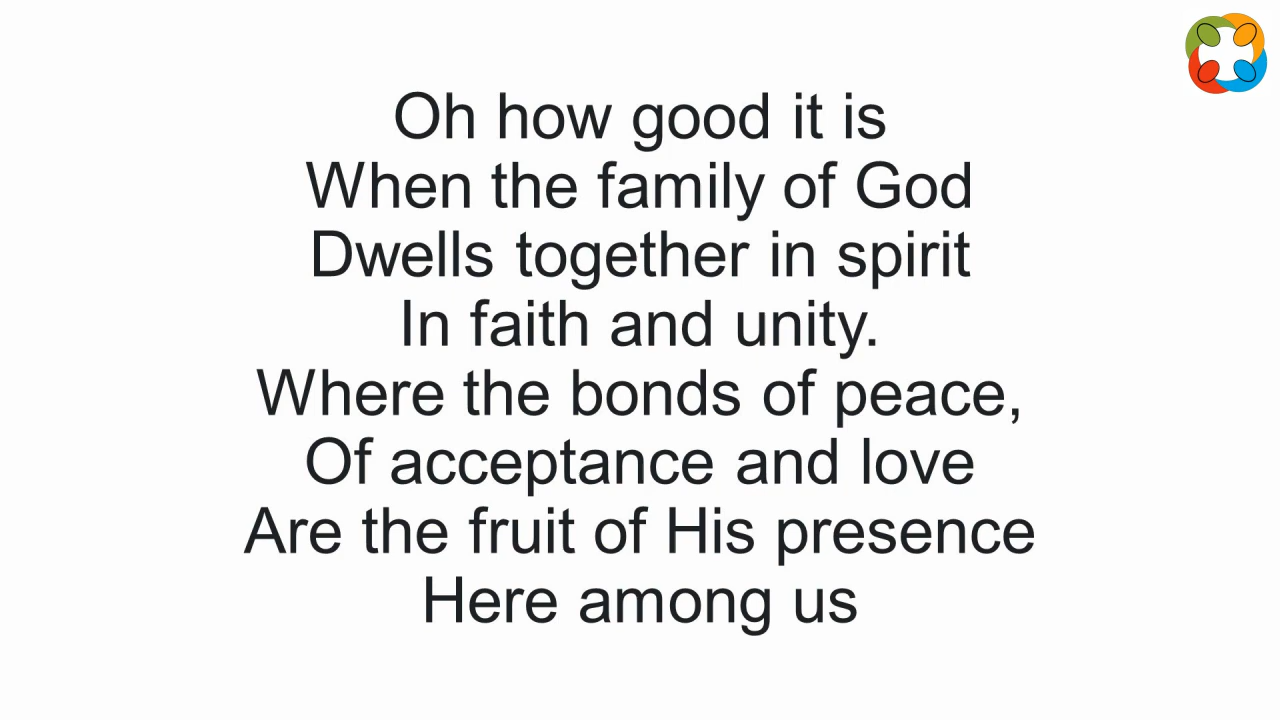 Oh how good it is
When the family of God
Dwells together in spirit
In faith and unity.
Where the bonds of peace,
Of acceptance and love
Are the fruit of His presence
Here among us